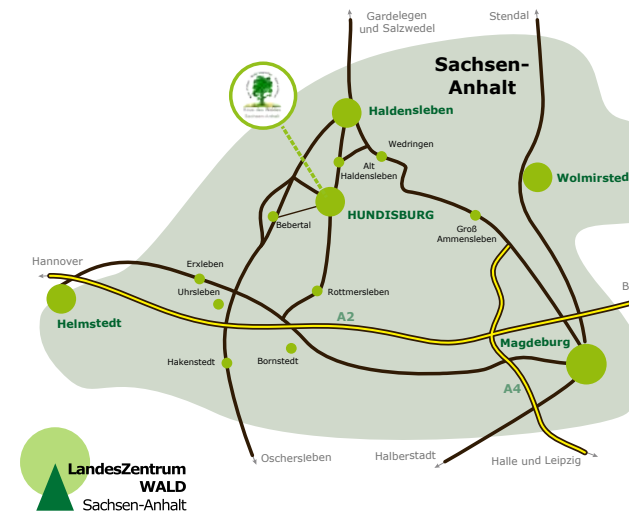 Gardelegen
und Salzwedel
Stendal
Sachsen-
Anhalt
Haldensleben
Wedringen
Alt
Haldensleben
Wolmirsted
HUNDISBURG
Bebertal
Groß
Ammensleben
Hannover
Erxleben
Uhrsleben
Rottmersleben
B
Helmstedt
A2
Magdeburg
Hakenstedt
Bornstedt
A4
Oschersleben
Halberstadt
Halle und Leipzig
LandesZentrum
WALD
Sachsen-Anhalt